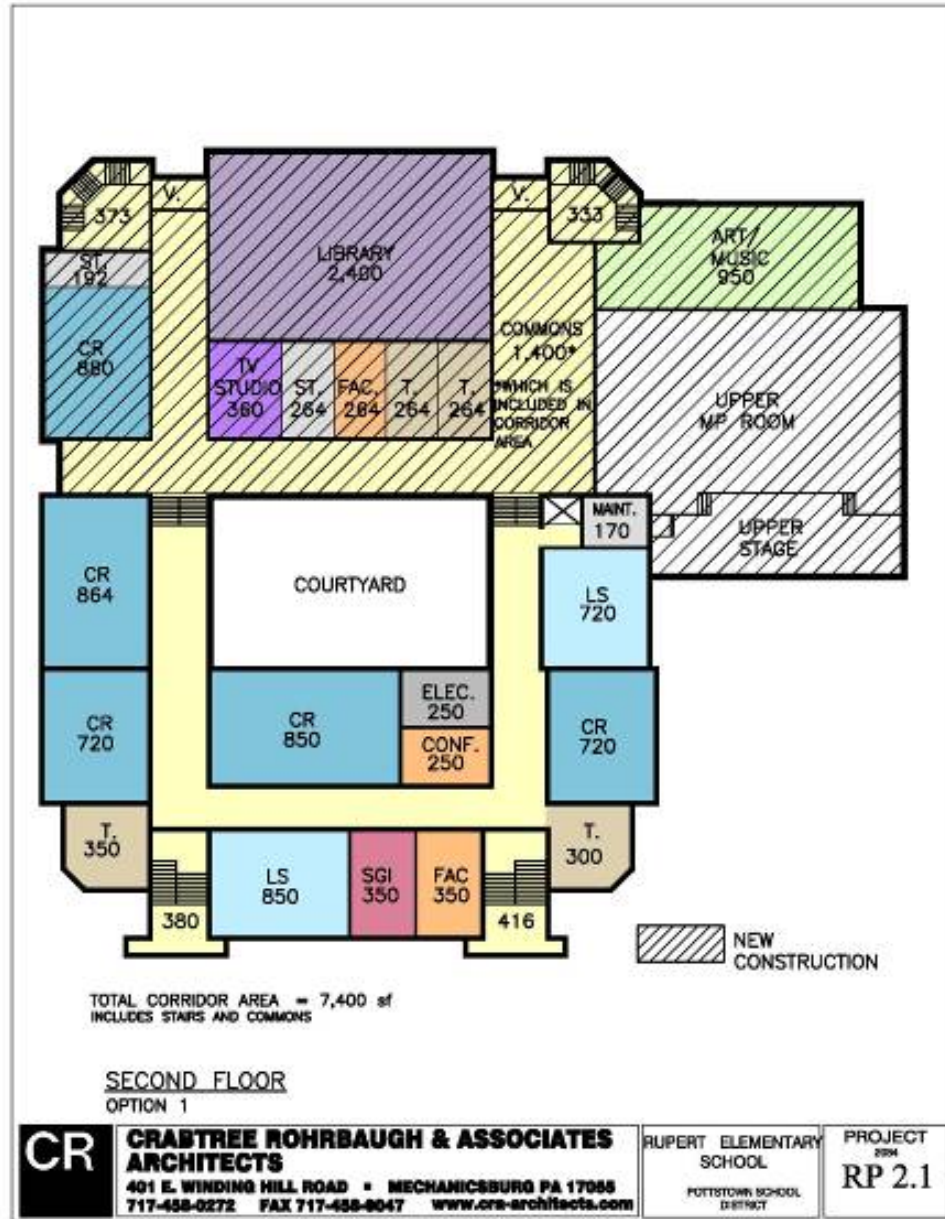 V.
V.
373
333
ST.
192
LIBRARY
2,400
ART/
MUSIC
950
CR
880
COMMONS
1.400*
*WHICH IS
INCLUDED IN
CORRIDOR
AREA
TV
STUDIO
360
ST.
264
FAC.
264
T.
264
T.
264
UPPER
MP ROOM
UPPER
STAGE
MAINT.
170
CR
864
COURTYARD
LS
720
CR
720
CR
850
ELEC.
250
CONF.
250
CR
720
T.
350
T.
300
LS
850
SGI
350
FAC
350
380
416
NEW
CONSTRUCTION
TOTAL CORRIDOR AREA = 7,400 sf
INCLUDES STAIRS AND COMMONS
SECOND FLOOR
OPTION 1
CR
CRABTREE ROHRBAUGH & ASSOCIATES
ARCHITECTS
401 E. WINDING HILL ROAD ▪ MECHANICSBURG PA 17055
717-458-0272 FAX 717-458-0047 www.cra-architects.com
RUPERT ELEMENTARY
SCHOOL
POTTSTOWN SCHOOL
DISTRICT
PROJECT
RP 2.1